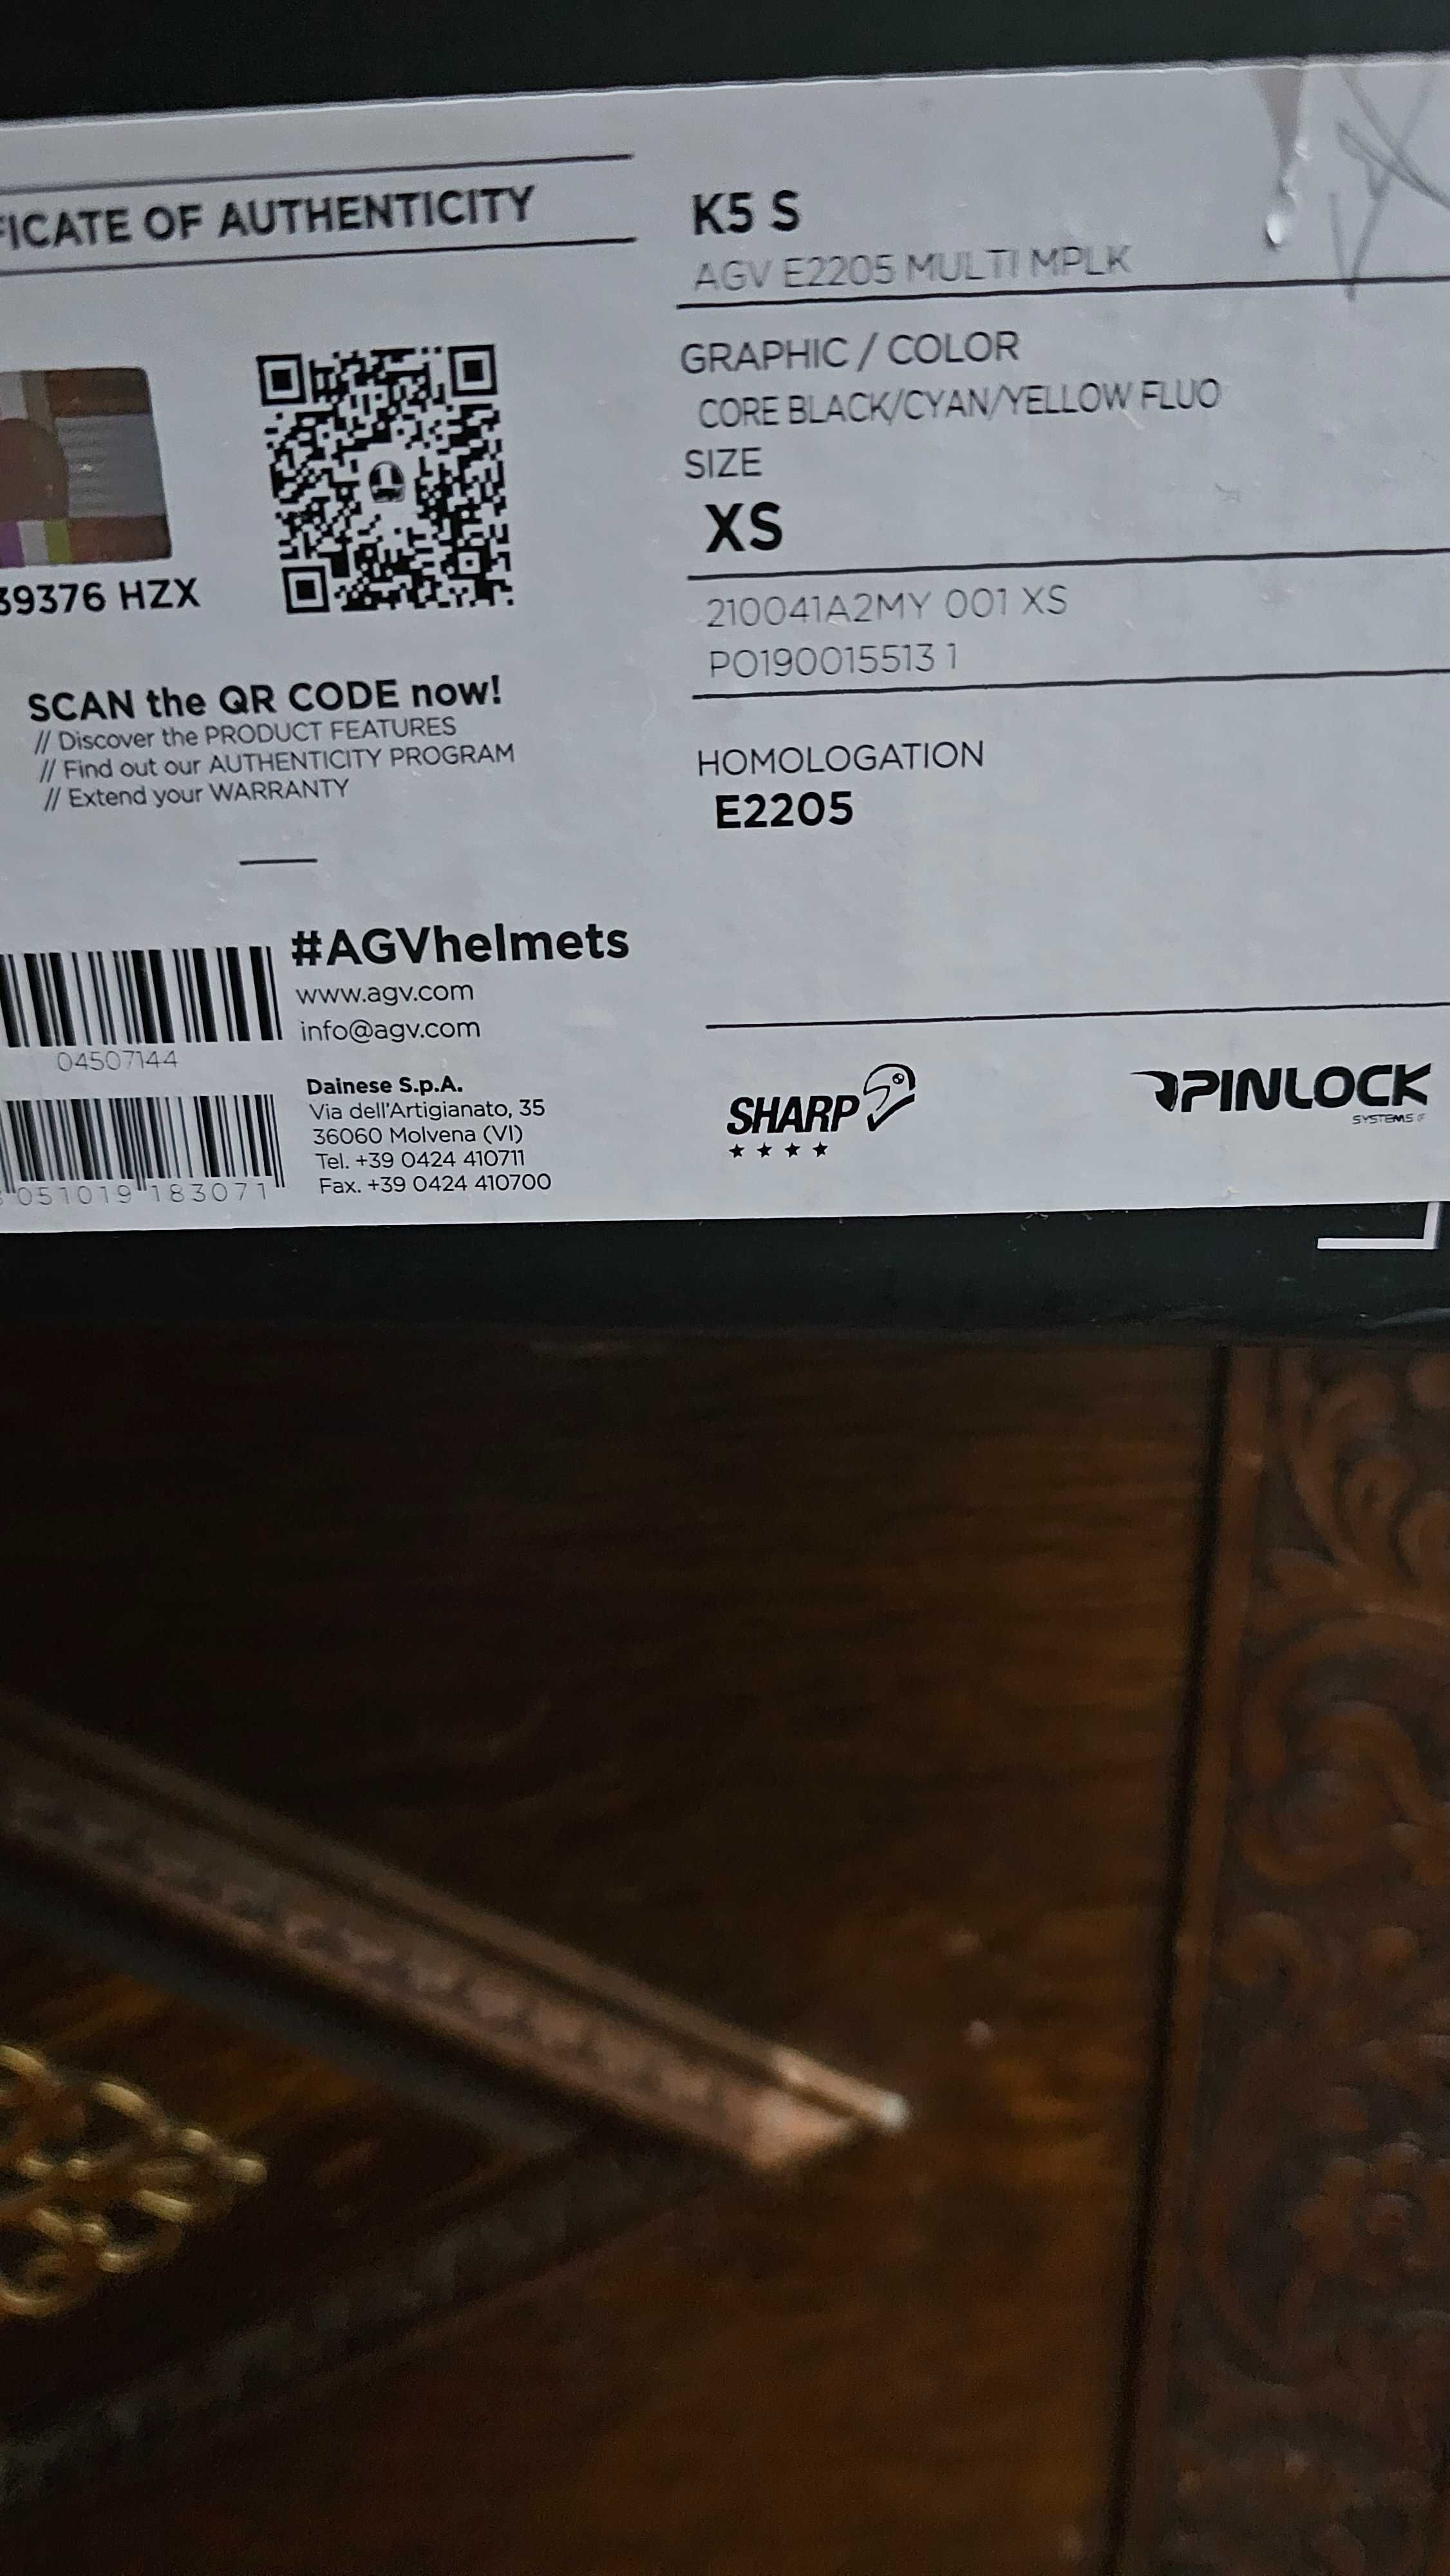 FICATE OF AUTHENTICITY
39376 HZX
SCAN the QR CODE now!
// Discover the PRODUCT FEATURES
// Find out our AUTHENTICITY PROGRAM
// Extend your WARRANTY
#AGVhelmets
www.agv.com
info@agv.com
04507144
Dainese S.p.A.
Via dell'Artigianato, 35
36060 Molvena (VI)
Tel. +39 0424 410711
Fax. +39 0424 410700
051019 183071
K5 S
AGV E2205 MULTI MPLK
GRAPHIC / COLOR
CORE BLACK/CYAN/YELLOW FLUO
SIZE
XS
210041A2MY 001 XS
PO190015513 1
HOMOLOGATION
E2205
SHARP
PINLOCK
SYSTEMS